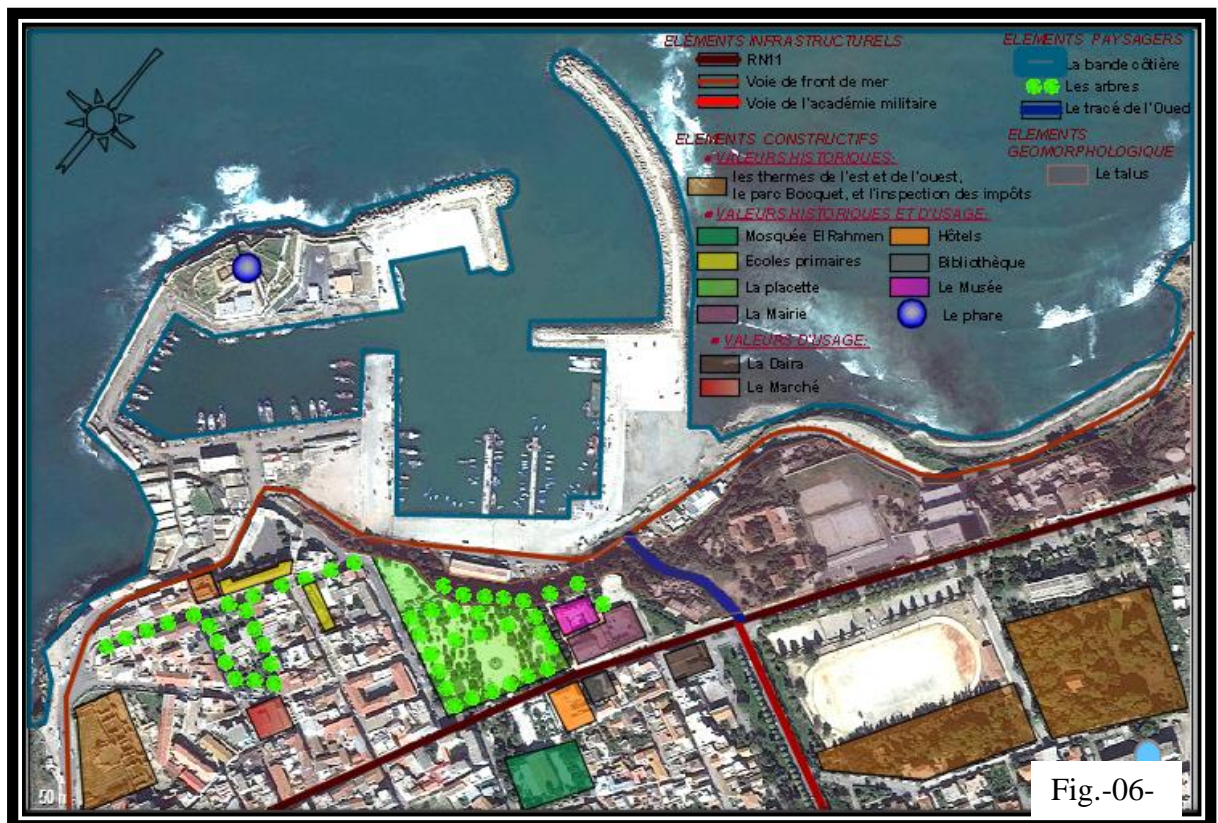 ELÉMENTS INFRASTRUCTURELS
RN11
Voie de front de mer
Voie de l'académie militaire
ELEMENTS CONSTRUCTIFS
VALEURS HISTORIQUES:
les thermes de l'est et de l'ouest,
le parc Bocquet, et l'inspection des impôts
VALEURS HISTORIQUES ET D'USAGE:
Mosquée El Rahmen
Hôtels
Ecoles primaires
Bibliothèque
La placette
Le Musée
La Mairie
Le phare
VALEURS D'USAGE:
La Daira
Le Marché
ELEMENTS PAYSAGERS
La bande côtière
Les arbres
Le tracé de l'Oued
ELEMENTS
GEOMORPHOLOGIQUE
Le talus
50 m
Fig.-06-